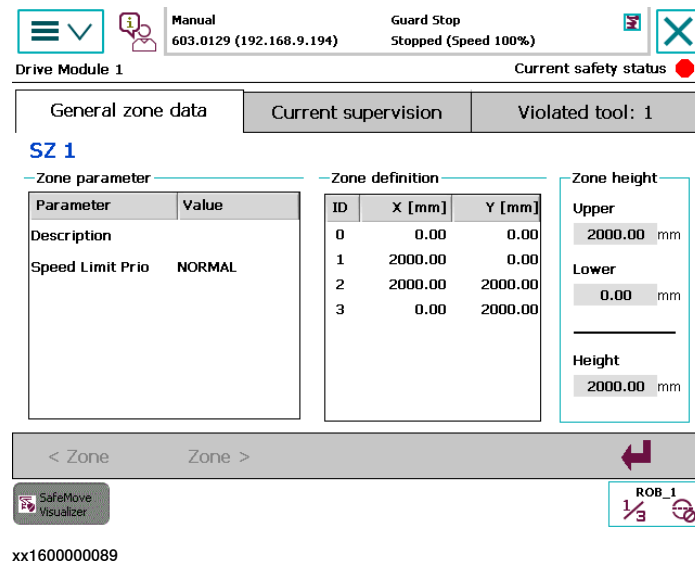 Manual
Guard Stop
603.0129 (192.168.9.194)
Stopped (Speed 100%)
Drive Module 1
Current safety status
General zone data
Current supervision
Violated tool: 1
SZ 1
Zone parameter
Parameter Value
Description
Speed Limit Prio NORMAL
Zone definition
ID X [mm] Y [mm]
0 0.00 0.00
1 2000.00 0.00
2 2000.00 2000.00
3 0.00 2000.00
Zone height
Upper
2000.00 mm
Lower
0.00 mm
Height
2000.00 mm
< Zone
Zone >
SafeMove
Visualizer
ROB_1
1/3
xx1600000089